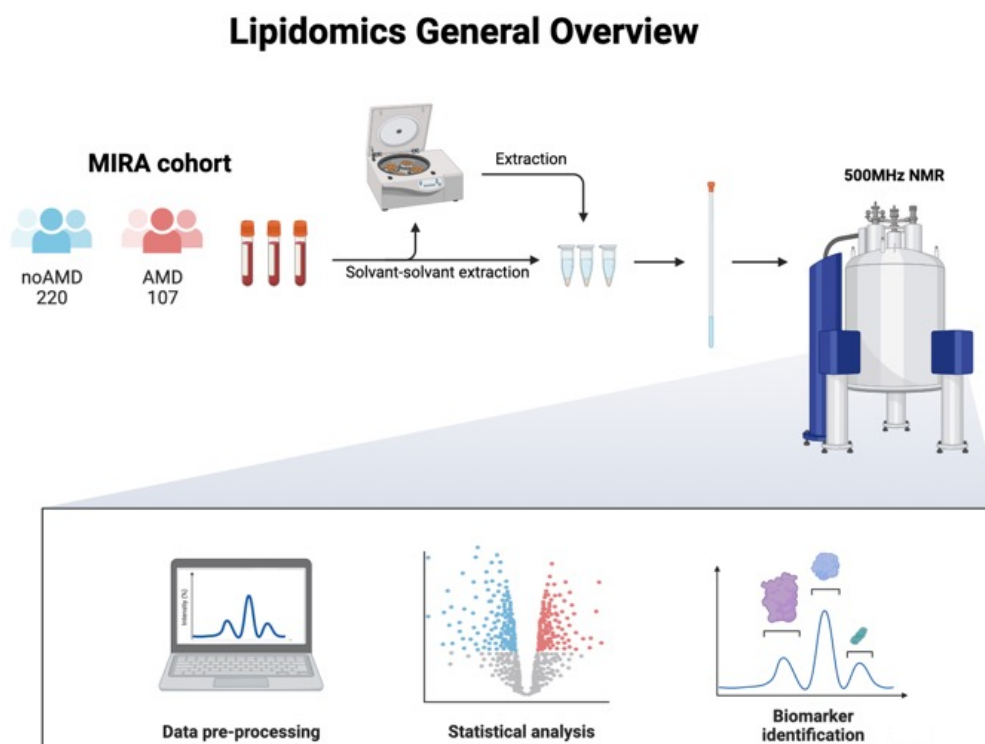 Lipidomics General Overview
MIRA cohort
noAMD
220
AMD
107
Extraction
Solvant-solvant extraction
500MHz NMR
Intensity (%)
Data pre-processing
Statistical analysis
Biomarker
identification